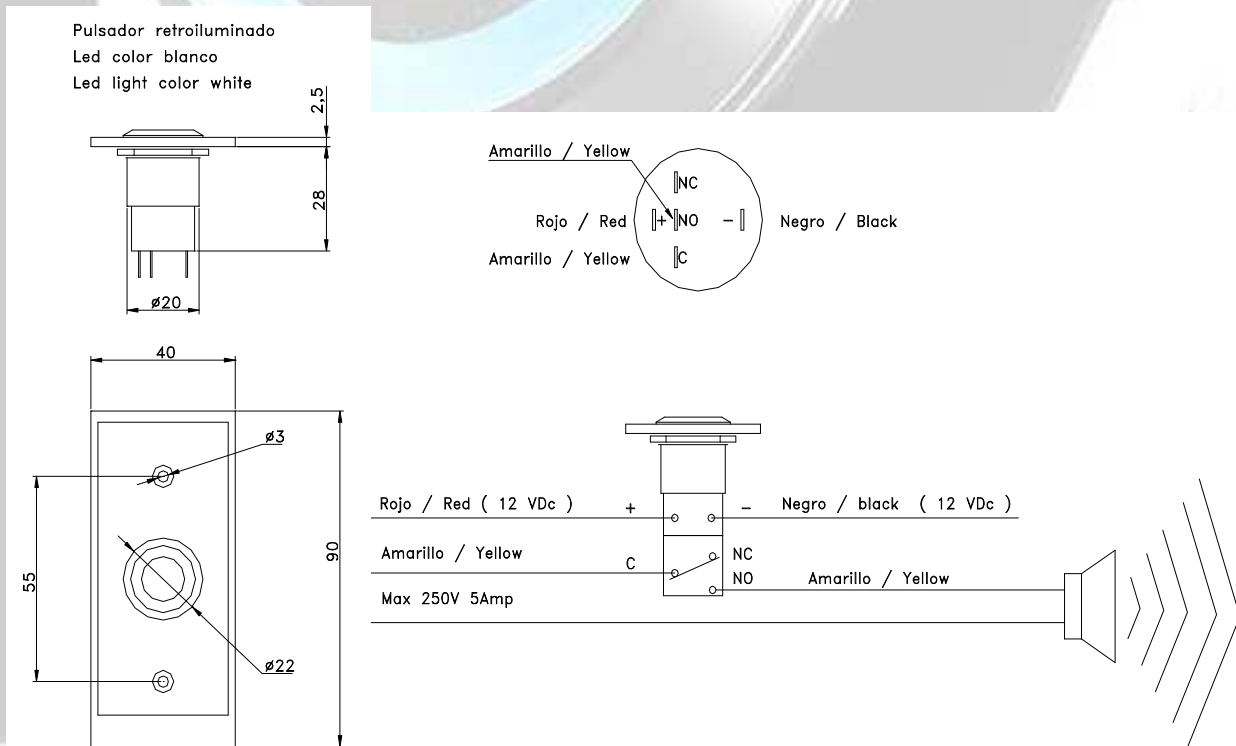 Pulsador retroiluminado
Led color blanco
Led light color white
2,5
28
ø20
Amarillo / Yellow
NC
Rojo / Red
+
NO
-
Negro / Black
Amarillo / Yellow
C
40
ø3
55
90
ø22
Rojo / Red ( 12 VDc )
+
-
Negro / black ( 12 VDc )
Amarillo / Yellow
C
NC
NO
Amarillo / Yellow
Max 250V 5Amp